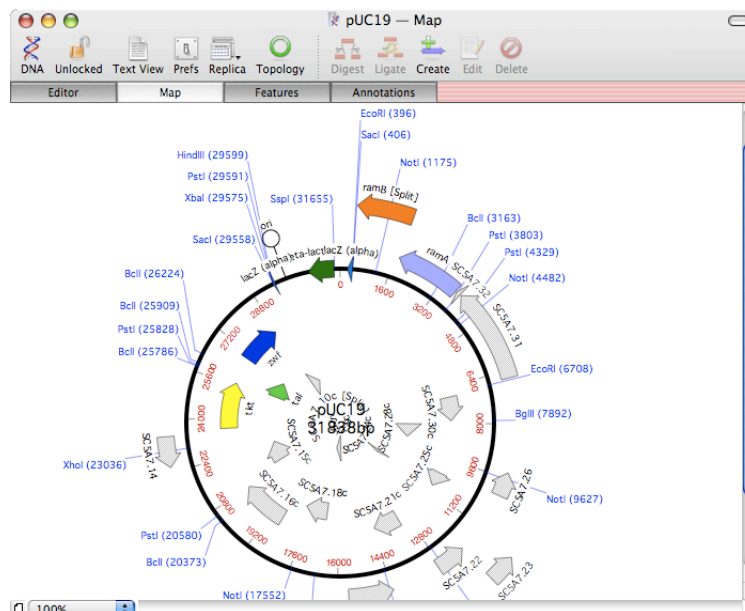 pUC19 — Map
DNA Unlocked Text View Prefs Replica Topology Digest Ligate Create Edit Delete
Editor Map Features Annotations
EcoRI (396)
SacI (406)
HindIII (29599)
NotI (1175)
PstI (29591)
ramB [Split]
XbaI (29575)
SspI (31655)
BclI (3163)
ori
PstI (3803)
ramA
SacI (29558)
PstI (4329)
lacZ (alpha)
lacZ (alpha)
SC5A7.32
NotI (4482)
BclI (26224)
0
1600
28800
SC5A7.31
BclI (25909)
3200
27200
4800
PstI (25828)
zwf
BclI (25786)
25600
6400
EcoRI (6708)
tal
tkt
pUC19
31838bp
SC5A7.28c
SC5A7.30c
24000
8000
BglII (7892)
SC5A7.14
SC5A7.15c
SC5A7.25c
XhoI (23036)
22400
9600
SC5A7.26
NotI (9627)
SC5A7.18c
SC5A7.16c
SC5A7.21c
20800
11200
PstI (20580)
19200
12800
SC5A7.22
SC5A7.23
BclI (20373)
17600
16000
14400
NotI (17552)
100%